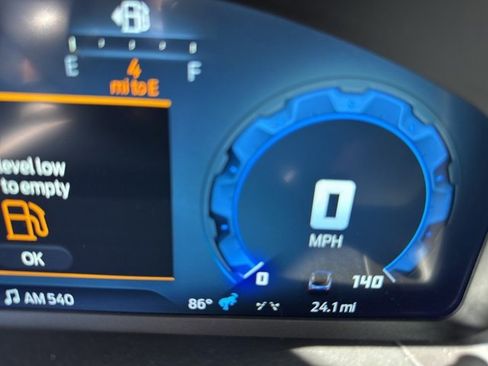 E F
4
mi to E
level low
to empty
OK
0
MPH
0 140
AM 540
86° 24.1 mi